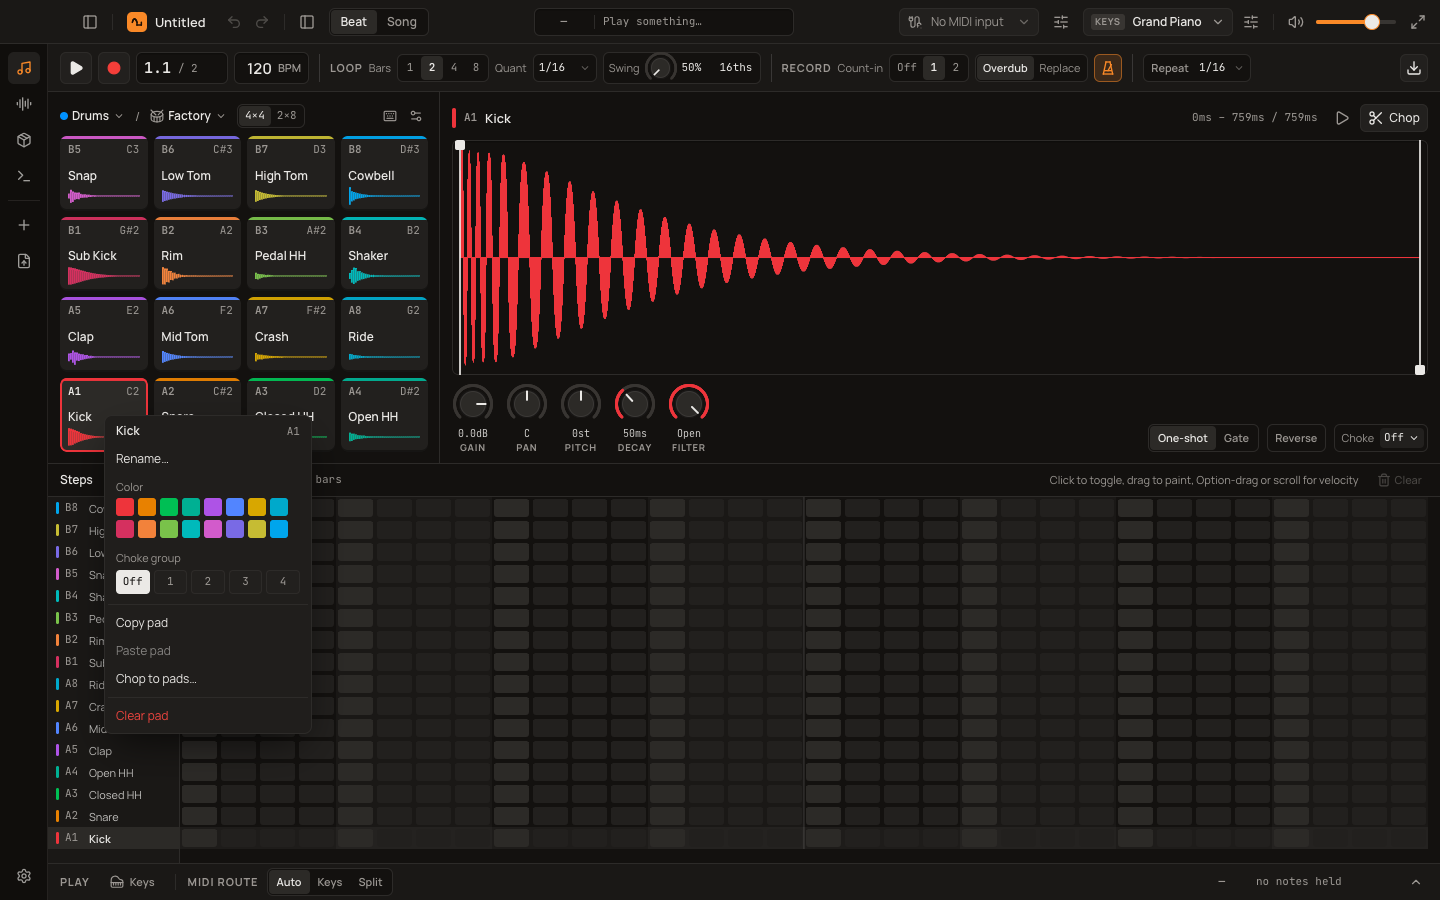 Untitled
Beat Song
– Play something…
No MIDI input
KEYS Grand Piano
1.1 / 2
120 BPM
LOOP Bars 1 2 4 8
Quant 1/16
Swing 50% 16ths
RECORD Count-in Off 1 2
Overdub Replace
Repeat 1/16
Drums / Factory 4×4 2×8
B5 C3 B6 C#3 B7 D3 B8 D#3
Snap Low Tom High Tom Cowbell
B1 G#2 B2 A2 B3 A#2 B4 B2
Sub Kick Rim Pedal HH Shaker
A5 E2 A6 F2 A7 F#2 A8 G2
Clap Mid Tom Crash Ride
A1 C2 A2 C#2 A3 D2 A4 D#2
Kick Open HH
A1 Kick
0ms – 759ms / 759ms
Chop
0.0dB C 0st 50ms Open
GAIN PAN PITCH DECAY FILTER
One-shot Gate Reverse Choke Off
Kick A1
Rename…
Color
Choke group
Off 1 2 3 4
Copy pad
Paste pad
Chop to pads…
Clear pad
Steps
bars
Click to toggle, drag to paint, Option-drag or scroll for velocity
Clear
B8
B7
B6
B5
B4
B3
B2
B1
A8
A7
A6
A5 Clap
A4 Open HH
A3 Closed HH
A2 Snare
A1 Kick
PLAY Keys
MIDI ROUTE Auto Keys Split
– no notes held